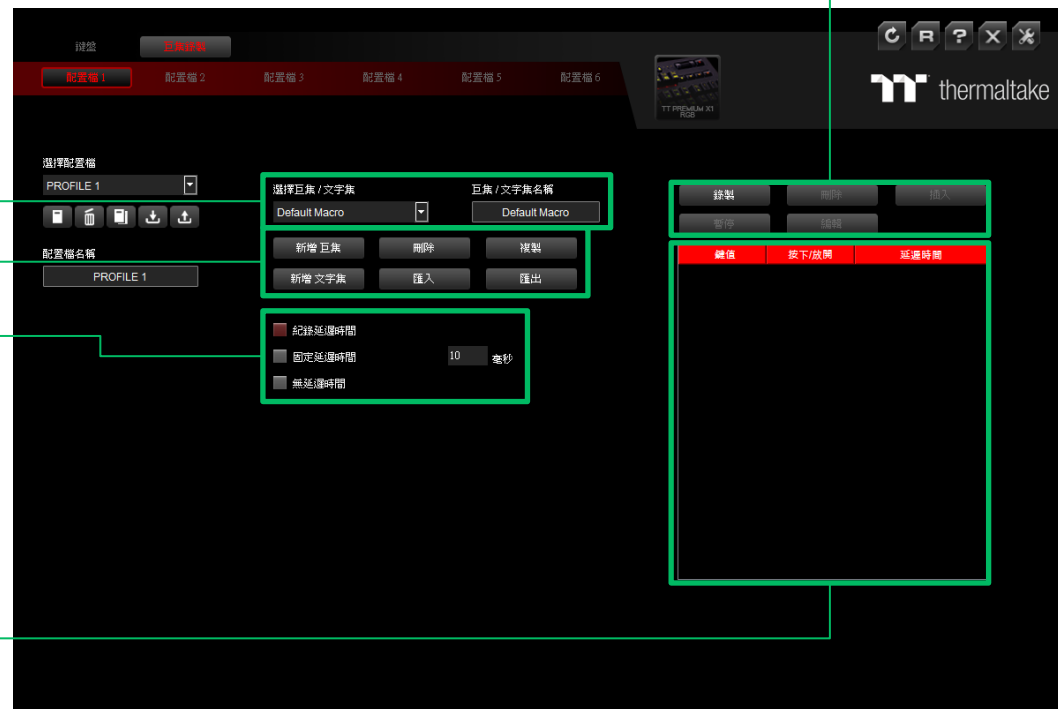 鍵盤 巨集錄製
配置檔 1 配置檔 2 配置檔 3 配置檔 4 配置檔 5 配置檔 6
R ? X
TT PREMIUM X1
RGB
thermaltake
選擇配置檔
PROFILE 1
配置檔名稱
PROFILE 1
選擇巨集 / 文字集 巨集 / 文字集名稱
Default Macro Default Macro
新增 巨集 刪除 複製
新增 文字集 匯入 匯出
紀錄延遲時間
固定延遲時間 10 毫秒
無延遲時間
錄製 刪除 插入
暫停 編輯
鍵值 按下/放開 延遲時間